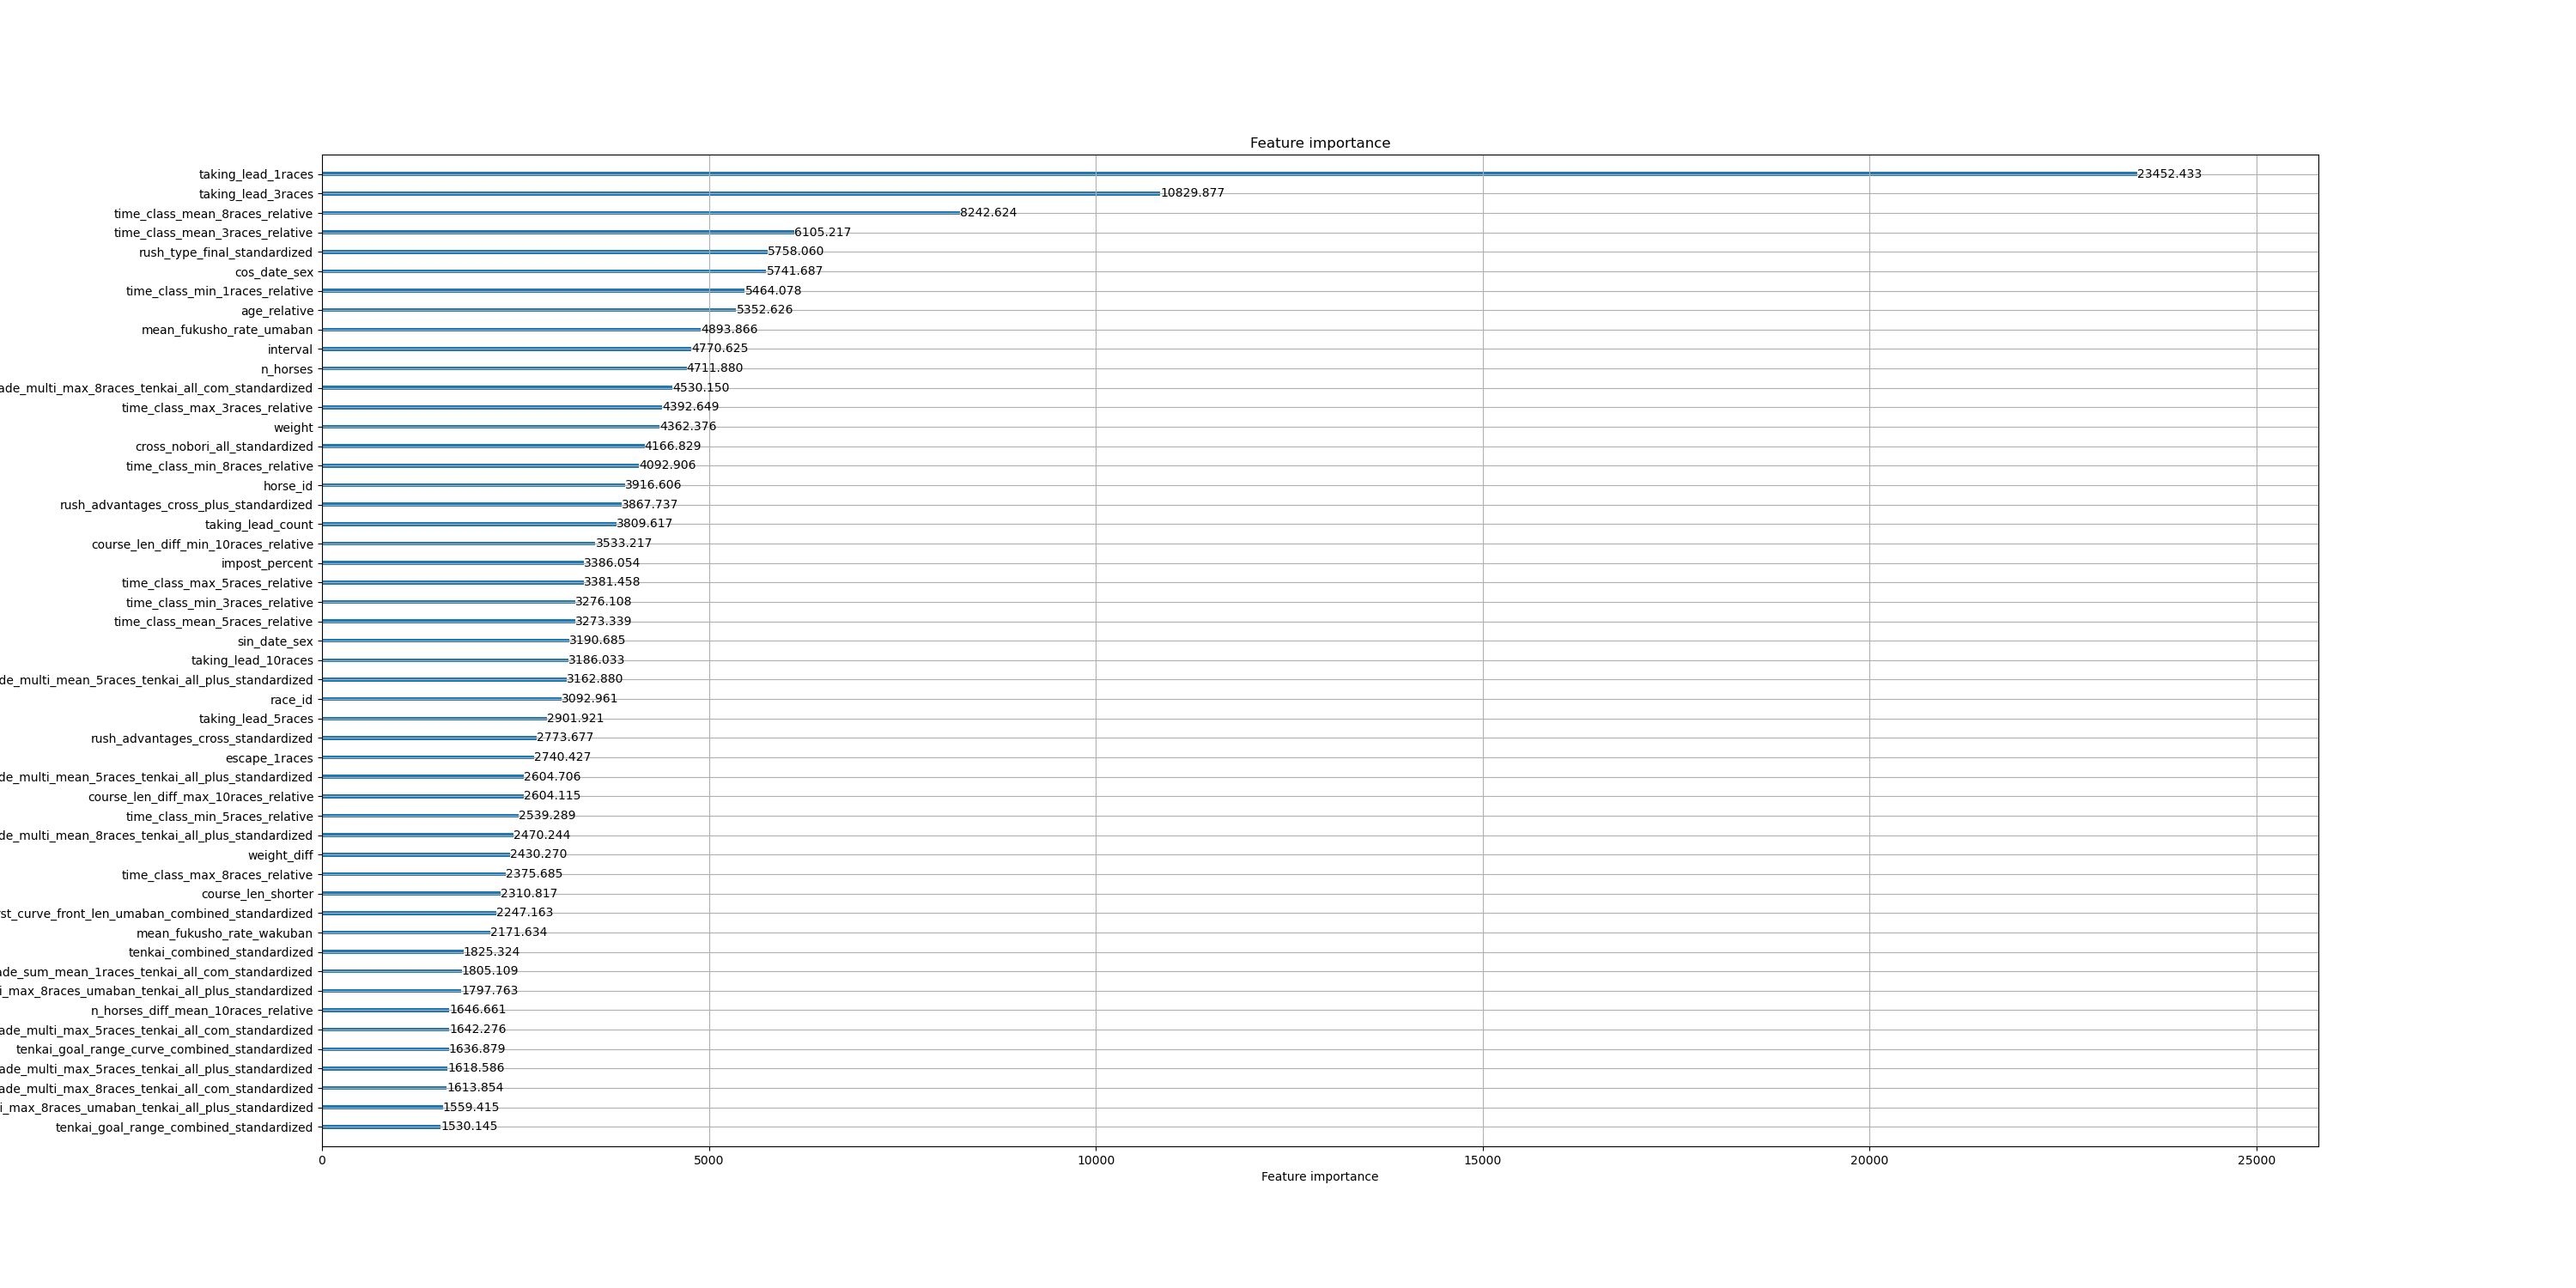 Feature importance
taking_lead_1races 23452.433
taking_lead_3races 10829.877
time_class_mean_8races_relative 8242.624
time_class_mean_3races_relative 6105.217
rush_type_final_standardized 5758.060
cos_date_sex 5741.687
time_class_min_1races_relative 5464.078
age_relative 5352.626
mean_fukusho_rate_umaban 4893.866
interval 4770.625
n_horses 4711.880
ade_multi_max_8races_tenkai_all_com_standardized 4530.150
time_class_max_3races_relative 4392.649
weight 4362.376
cross_nobori_all_standardized 4166.829
time_class_min_8races_relative 4092.906
horse_id 3916.606
rush_advantages_cross_plus_standardized 3867.737
taking_lead_count 3809.617
course_len_diff_min_10races_relative 3533.217
impost_percent 3386.054
time_class_max_5races_relative 3381.458
time_class_min_3races_relative 3276.108
time_class_mean_5races_relative 3273.339
sin_date_sex 3190.685
taking_lead_10races 3186.033
de_multi_mean_5races_tenkai_all_plus_standardized 3162.880
race_id 3092.961
taking_lead_5races 2901.921
rush_advantages_cross_standardized 2773.677
escape_1races 2740.427
de_multi_mean_5races_tenkai_all_plus_standardized 2604.706
course_len_diff_max_10races_relative 2604.115
time_class_min_5races_relative 2539.289
de_multi_mean_8races_tenkai_all_plus_standardized 2470.244
weight_diff 2430.270
time_class_max_8races_relative 2375.685
course_len_shorter 2310.817
st_curve_front_len_umaban_combined_standardized 2247.163
mean_fukusho_rate_wakuban 2171.634
tenkai_combined_standardized 1825.324
ade_sum_mean_1races_tenkai_all_com_standardized 1805.109
i_max_8races_umaban_tenkai_all_plus_standardized 1797.763
n_horses_diff_mean_10races_relative 1646.661
ade_multi_max_5races_tenkai_all_com_standardized 1642.276
tenkai_goal_range_curve_combined_standardized 1636.879
ade_multi_max_5races_tenkai_all_plus_standardized 1618.586
ade_multi_max_8races_tenkai_all_com_standardized 1613.854
i_max_8races_umaban_tenkai_all_plus_standardized 1559.415
tenkai_goal_range_combined_standardized 1530.145
0 5000 10000 15000 20000 25000
Feature importance